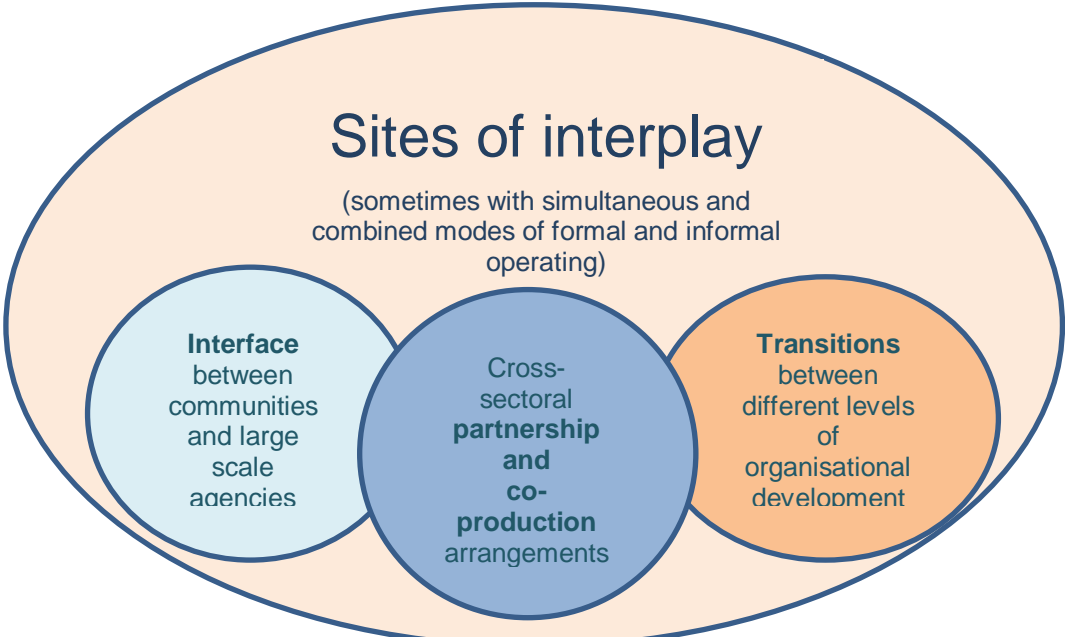 Sites of interplay
(sometimes with simultaneous and
combined modes of formal and informal
operating)
Interface
between
communities
and large
scale
agencies
Cross-
sectoral
partnership
and
co-
production
arrangements
Transitions
between
different levels
of
organisational
development